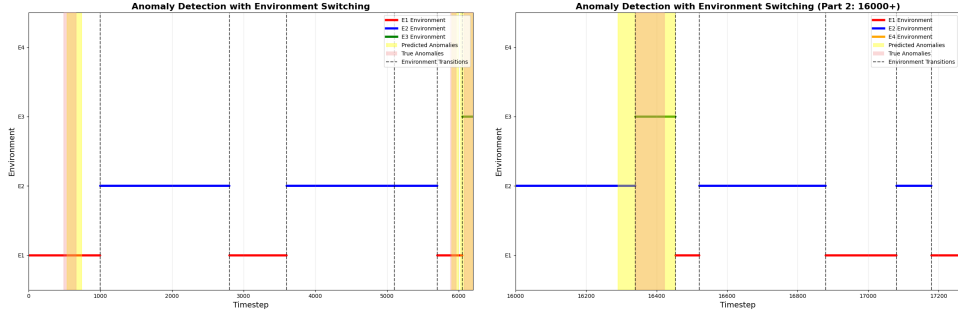 Anomaly Detection with Environment Switching
E1 Environment
E2 Environment
E3 Environment
Predicted Anomalies
True Anomalies
Environment Transitions
E4
E3
E2
E1
Environment
0
1000
2000
3000
4000
5000
6000
Timestep
Anomaly Detection with Environment Switching (Part 2: 16000+)
E1 Environment
E2 Environment
E4 Environment
Predicted Anomalies
True Anomalies
Environment Transitions
E4
E3
E2
E1
Environment
16000
16200
16400
16600
16800
17000
17200
Timestep